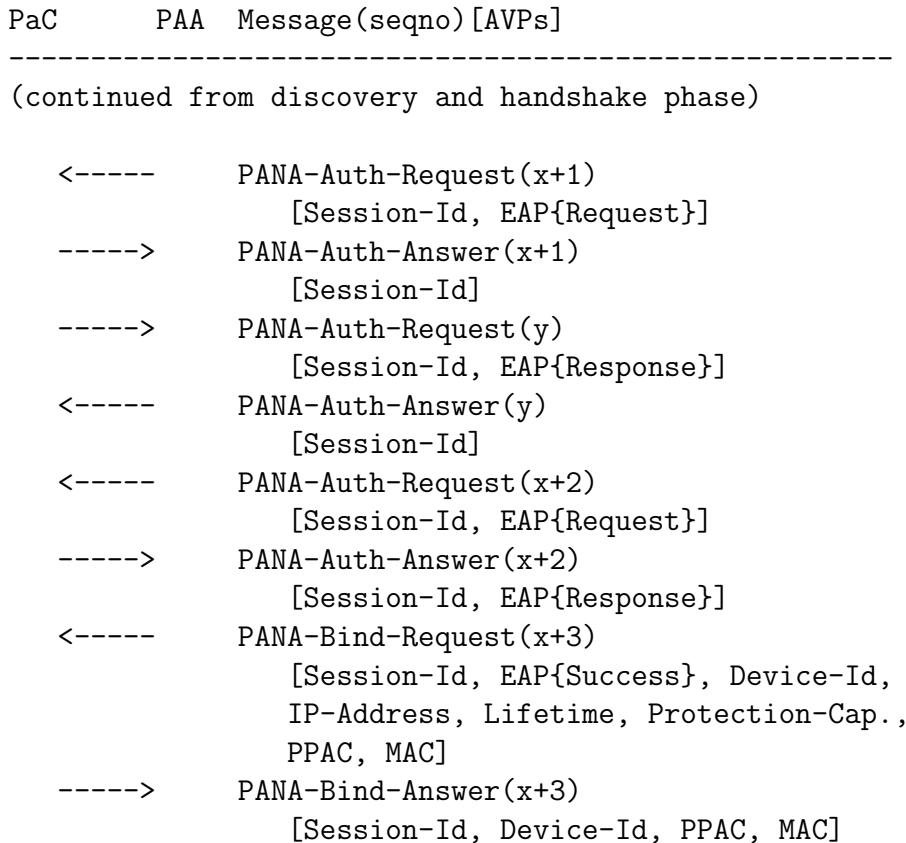 PaC      PAA  Message(seqno)[AVPs]
------------------------------------------------------
(continued from discovery and handshake phase)
<-----     PANA-Auth-Request(x+1)
[Session-Id, EAP{Request}]
----->     PANA-Auth-Answer(x+1)
[Session-Id]
----->     PANA-Auth-Request(y)
[Session-Id, EAP{Response}]
<-----     PANA-Auth-Answer(y)
[Session-Id]
<-----     PANA-Auth-Request(x+2)
[Session-Id, EAP{Request}]
----->     PANA-Auth-Answer(x+2)
[Session-Id, EAP{Response}]
<-----     PANA-Bind-Request(x+3)
[Session-Id, EAP{Success}, Device-Id,
IP-Address, Lifetime, Protection-Cap.,
PPAC, MAC]
----->     PANA-Bind-Answer(x+3)
[Session-Id, Device-Id, PPAC, MAC]